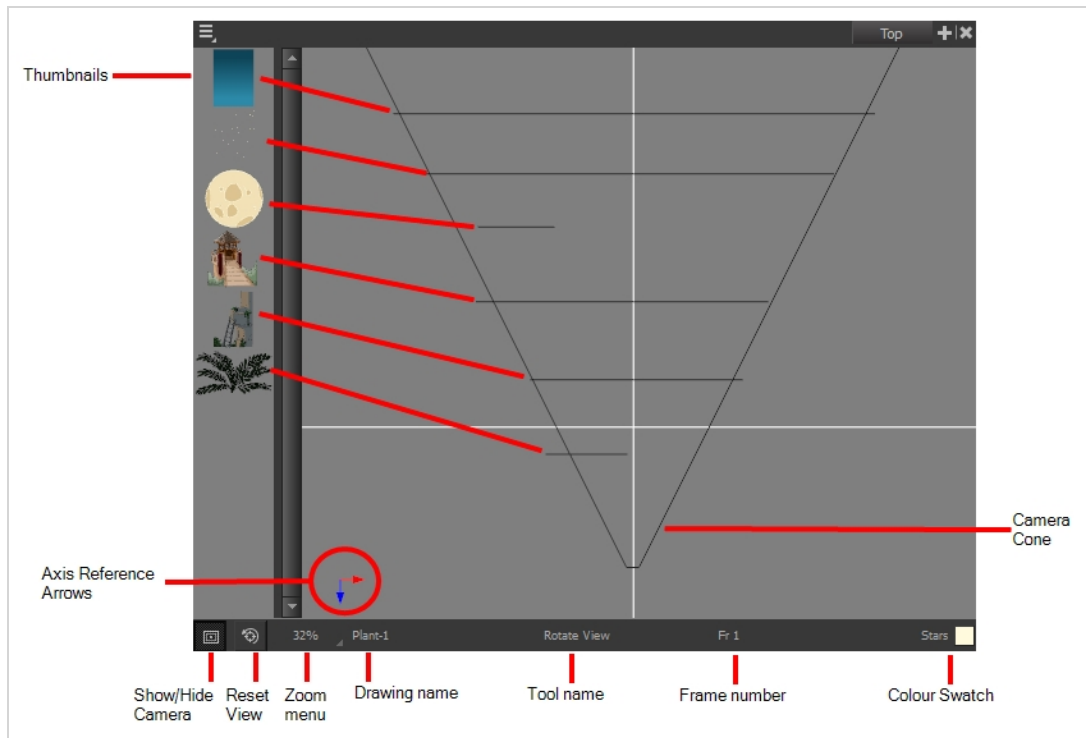 Top
Thumbnails
Camera
Cone
Axis Reference
Arrows
32%
Plant-1
Rotate View
Fr 1
Stars
Show/Hide
Camera
Reset
View
Zoom
menu
Drawing name
Tool name
Frame number
Colour Swatch